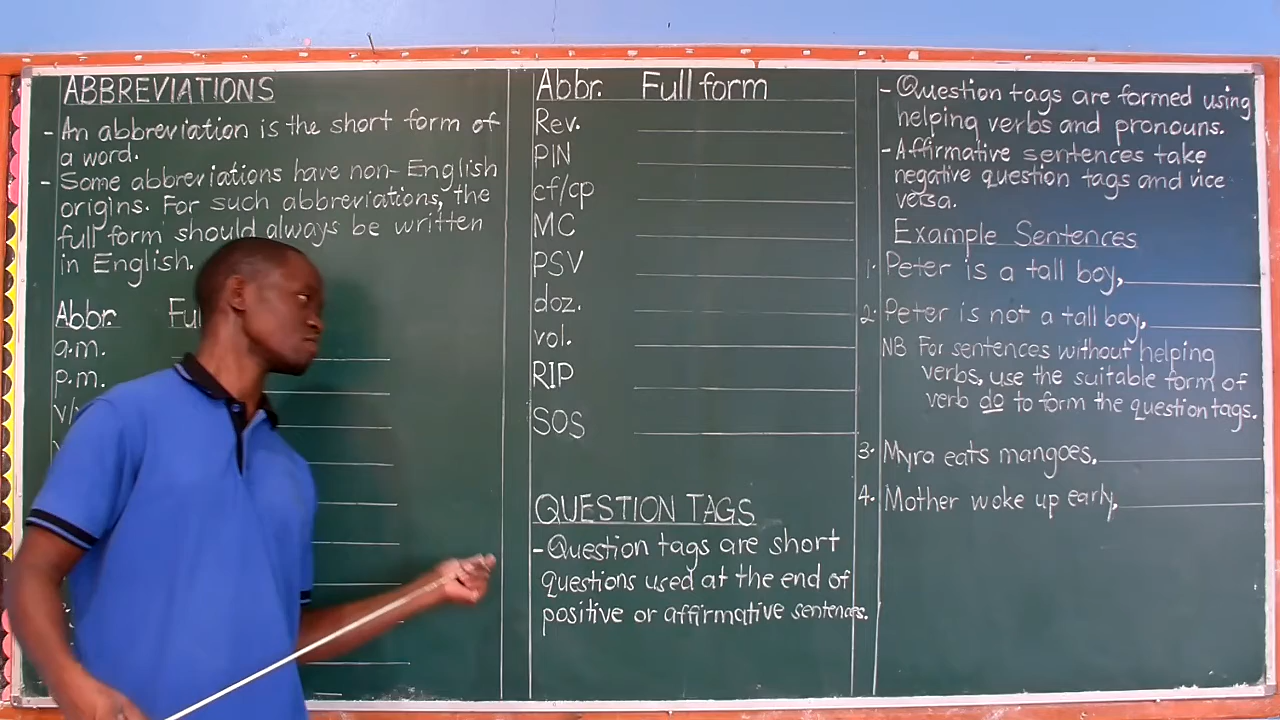 ABBREVIATIONS
- An abbreviation is the short form of
a word.
- Some abbreviations have non-English
origins. For such abbreviations, the
full form should always be written
in English.
Abbr.
a.m.
p.m.
Abbr. Full form
Rev.
PIN
cf/cp
MC
PSV
doz.
vol.
RIP
SOS
QUESTION TAGS
- Question tags are short
questions used at the end of
positive or affirmative sentences.
- Question tags are formed using
helping verbs and pronouns.
- Affirmative sentences take
negative question tags and vice
versa.
Example Sentences
1. Peter is a tall boy,
2. Peter is not a tall boy,
NB For sentences without helping
verbs, use the suitable form of
verb do to form the question tags.
3. Myra eats mangoes.
4. Mother woke up early,